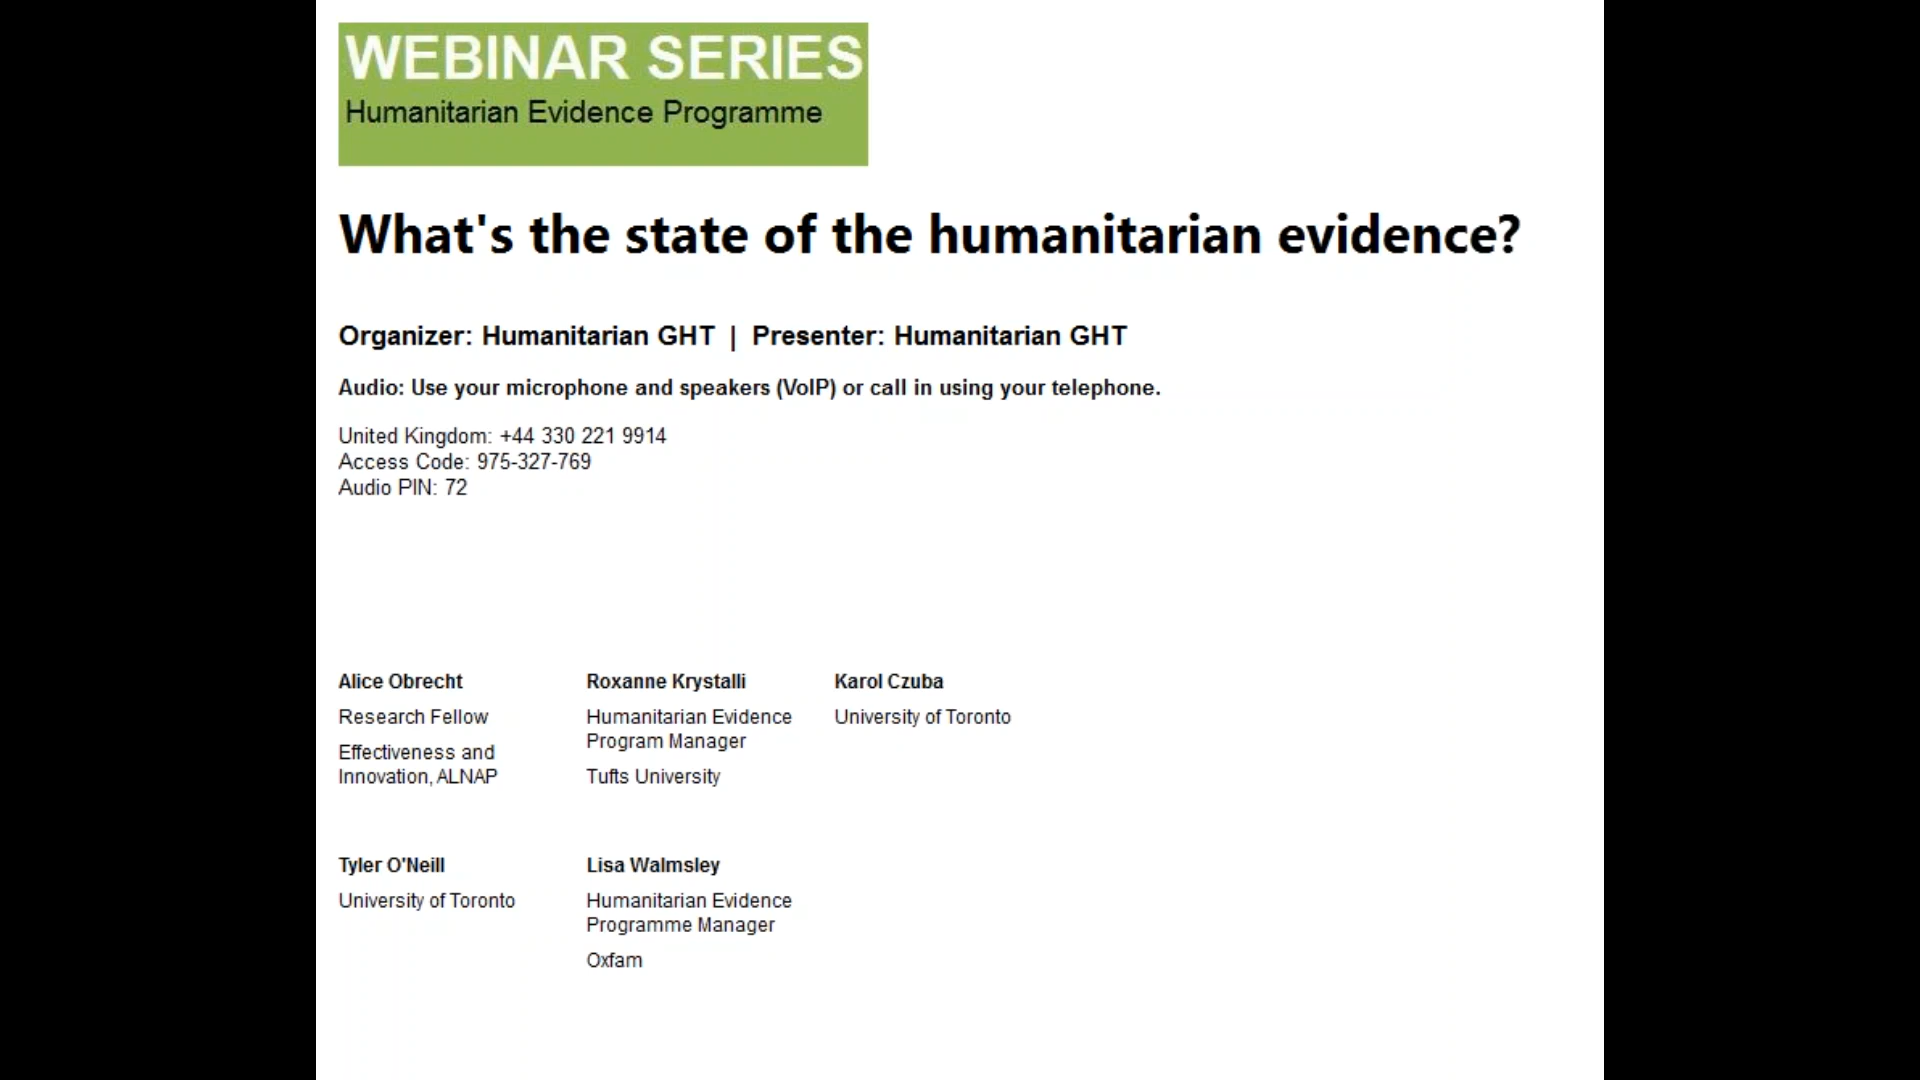 WEBINAR SERIES
Humanitarian Evidence Programme
What's the state of the humanitarian evidence?
Organizer: Humanitarian GHT | Presenter: Humanitarian GHT
Audio: Use your microphone and speakers (VoIP) or call in using your telephone.
United Kingdom: +44 330 221 9914
Access Code: 975-327-769
Audio PIN: 72
Alice Obrecht
Research Fellow
Effectiveness and
Innovation, ALNAP
Roxanne Krystalli
Humanitarian Evidence
Program Manager
Tufts University
Karol Czuba
University of Toronto
Tyler O'Neill
University of Toronto
Lisa Walmsley
Humanitarian Evidence
Programme Manager
Oxfam